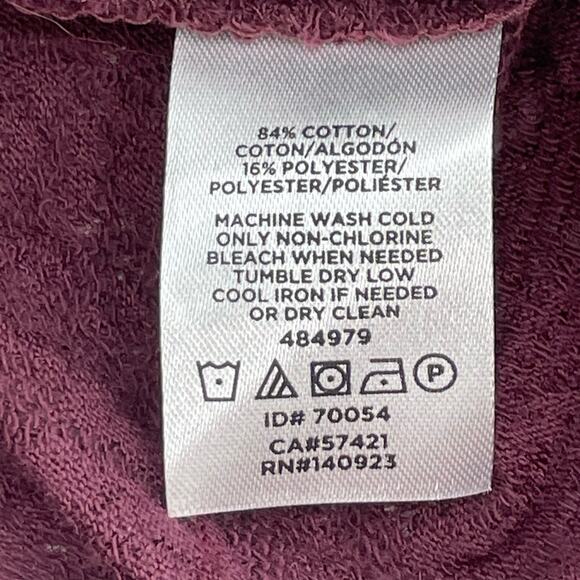 84% COTTON/
COTON/ALGODÓN
16% POLYESTER/
POLYESTER/POLIÉSTER
MACHINE WASH COLD
ONLY NON-CHLORINE
BLEACH WHEN NEEDED
TUMBLE DRY LOW
COOL IRON IF NEEDED
OR DRY CLEAN
484979
P
ID# 70054
CA#57421
RN#140923